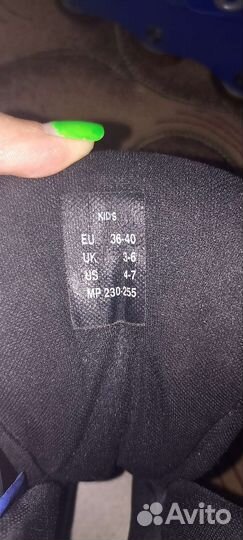 KIDS
EU 36-40
UK 3-6
US 4-7
MP 230-255
Avito